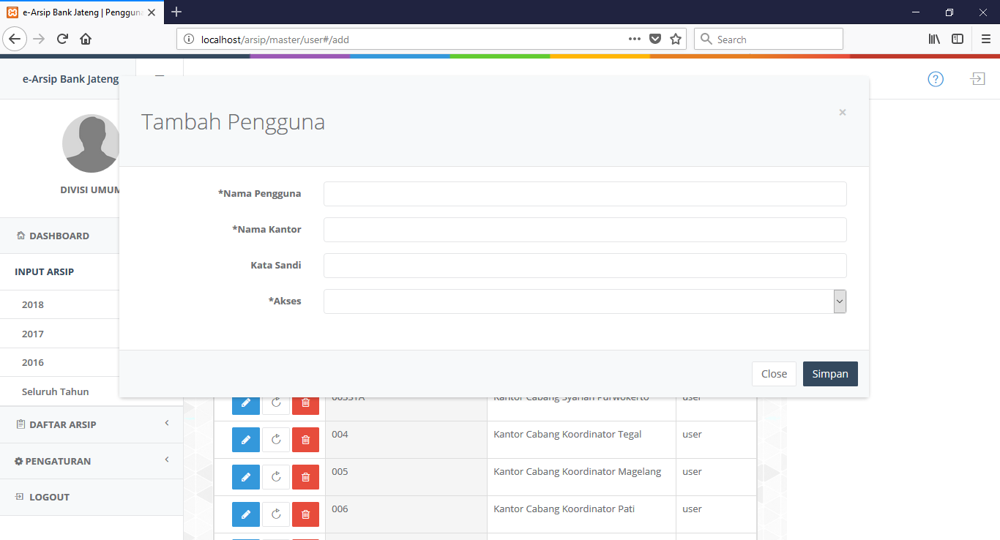 e-Arsip Bank Jateng | Pengguna
localhost/arsip/master/user#/add
Search
e-Arsip Bank Jateng
Tambah Pengguna
×
DIVISI UMUM
*Nama Pengguna
*Nama Kantor
Kata Sandi
*Akses
Close
Simpan
DASHBOARD
INPUT ARSIP
2018
2017
2016
Seluruh Tahun
DAFTAR ARSIP
PENGATURAN
LOGOUT
00351A Kantor Cabang Syariah Purwokerto user
004 Kantor Cabang Koordinator Tegal user
005 Kantor Cabang Koordinator Magelang user
006 Kantor Cabang Koordinator Pati user